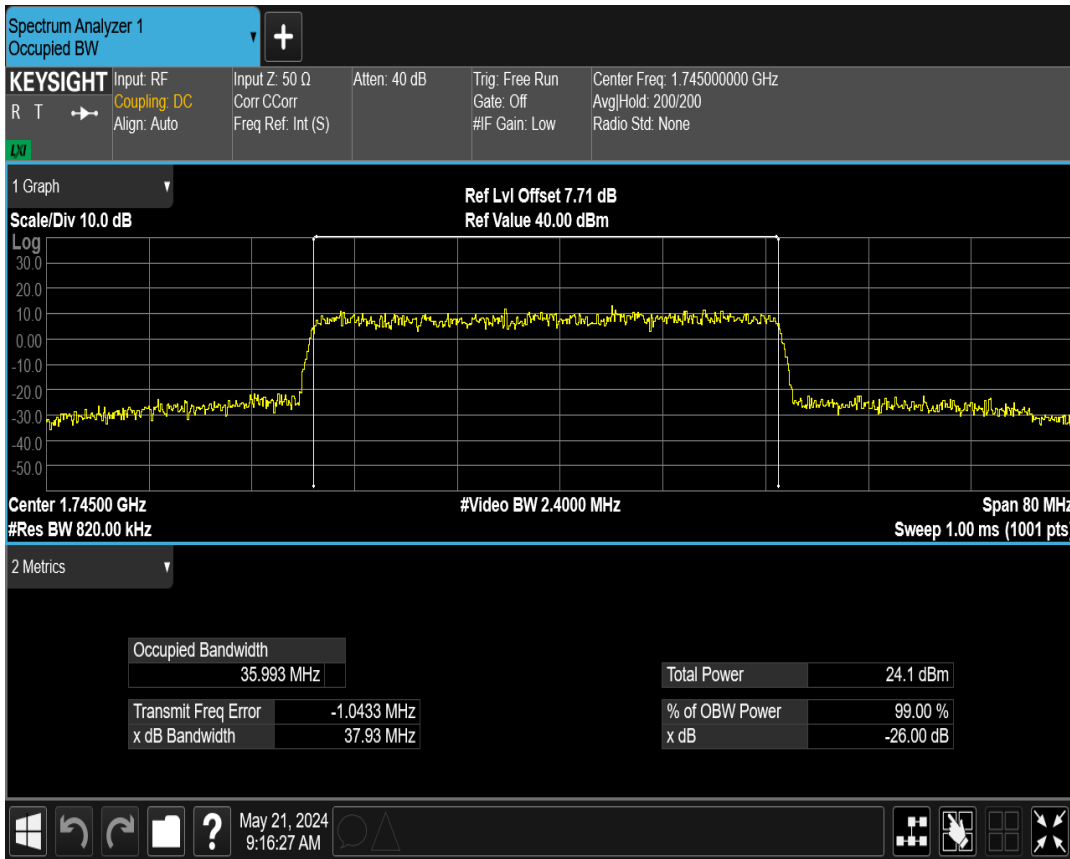 Spectrum Analyzer 1
Occupied BW
KEYSIGHT
R T
LXI
Input: RF
Coupling: DC
Align: Auto
Input Z: 50 Ω
Corr CCorr
Freq Ref: Int (S)
Atten: 40 dB
Trig: Free Run
Gate: Off
#IF Gain: Low
Center Freq: 1.745000000 GHz
Avg|Hold: 200/200
Radio Std: None
1 Graph
Scale/Div 10.0 dB
Ref Lvl Offset 7.71 dB
Ref Value 40.00 dBm
Log
30.0
20.0
10.0
0.00
-10.0
-20.0
-30.0
-40.0
-50.0
Center 1.74500 GHz
#Video BW 2.4000 MHz
Span 80 MHz
#Res BW 820.00 kHz
Sweep 1.00 ms (1001 pts)
2 Metrics
Occupied Bandwidth
35.993 MHz
Total Power 24.1 dBm
Transmit Freq Error -1.0433 MHz
% of OBW Power 99.00 %
x dB Bandwidth 37.93 MHz
x dB -26.00 dB
?
May 21, 2024
9:16:27 AM